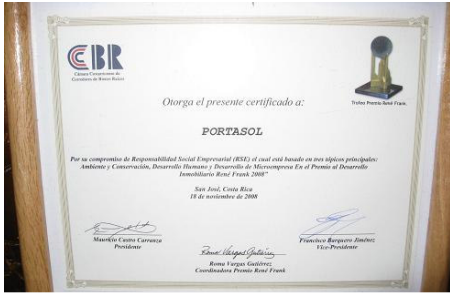 CBR
Cámara Costarricense de
Corredores de Bienes Raíces
Trofeo Premio René Frank
Otorga el presente certificado a:
PORTASOL
Por su compromiso de Responsabilidad Social Empresarial (RSE) el cual está basado en tres tópicos principales:
Ambiente y Conservación, Desarrollo Humano y Desarrollo de Microempresa En el Premio al Desarrollo
Inmobiliario René Frank 2008"
San José, Costa Rica
18 de noviembre de 2008
Mauricio Castro Carranza
Presidente
Francisco Barquero Jiménez
Vice-Presidente
Roma Vargas Gutiérrez
Roma Vargas Gutiérrez
Coordinadora Premio René Frank